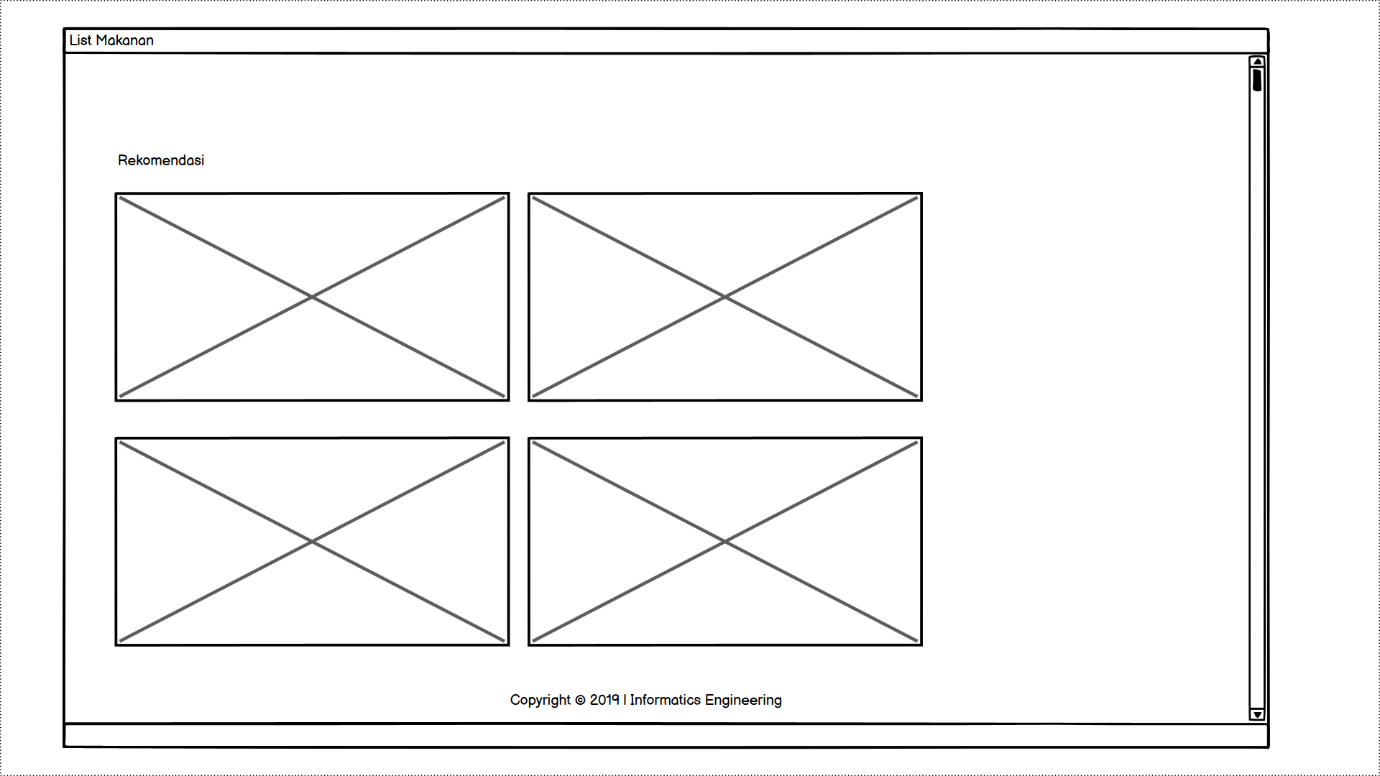 List Makanan
Rekomendasi
Copyright © 2019 | Informatics Engineering